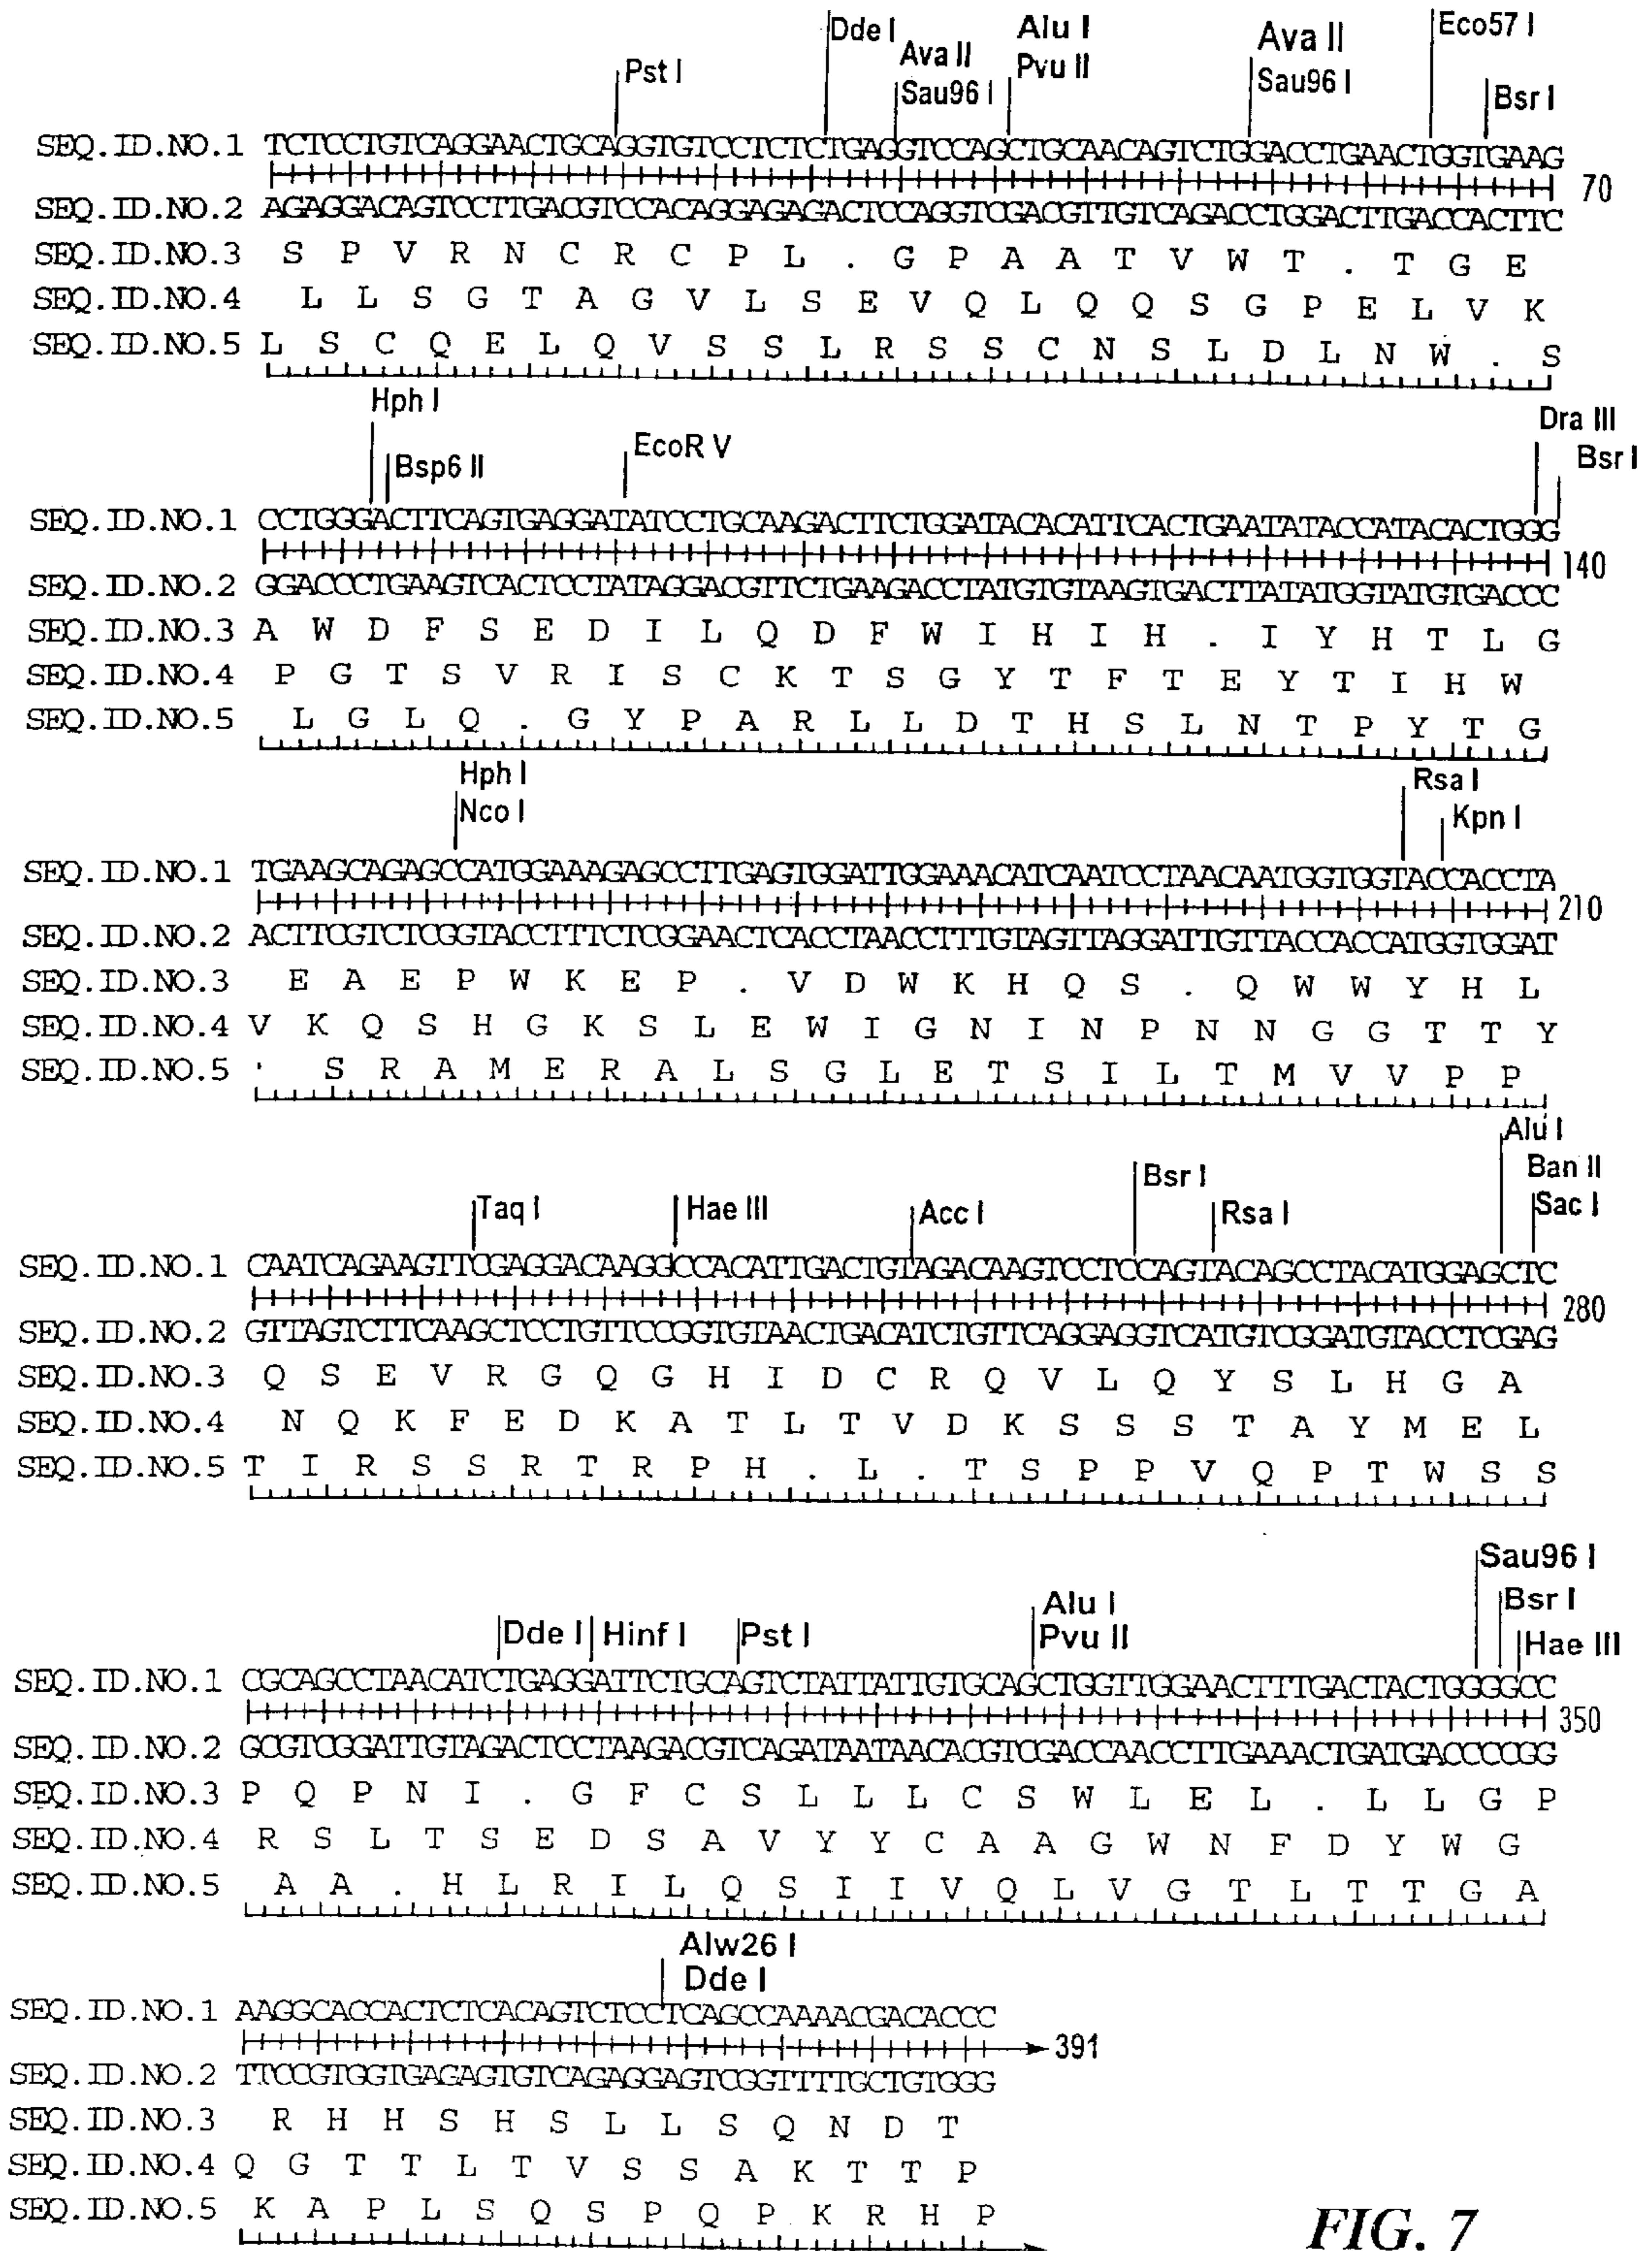 Dde I Alu I Ava II Eco57 I
Pst I Ava II Pvu II Sau96 I Bsr I
Sau96 I
SEQ.ID.NO.1 TCTCCTGTCAGGAACTGCAGGTGTCCTCTCTGAGGTCCAGCTGCAACAGTCTGGACCTGAACTGGTGAAG
70
SEQ.ID.NO.2 AGAGGACAGTCCTTGACGTCCACAGGAGAGACTCCAGGTCGACGTTGTCAGACCTGGACTTGACCACTTC
SEQ.ID.NO.3 S P V R N C R C P L . G P A A T V W T . T G E
SEQ.ID.NO.4 L L S G T A G V L S E V Q L Q Q S G P E L V K
SEQ.ID.NO.5 L S C Q E L Q V S S L R S S C N S L D L N W . S
Hph I Dra III
Bsp6 II EcoR V Bsr I
SEQ.ID.NO.1 CCTGGGACTTCAGTGAGGATATCCTGCAAGACTTCTGGATACACATTCACTGAATATACCATACACTGGG
140
SEQ.ID.NO.2 GGACCCTGAAGTCACTCCTATAGGACGTTCTGAAGACCTATGTGTAAGTGACTTATATGGTATGTGACCC
SEQ.ID.NO.3 A W D F S E D I L Q D F W I H I H . I Y H T L G
SEQ.ID.NO.4 P G T S V R I S C K T S G Y T F T E Y T I H W
SEQ.ID.NO.5 L G L Q . G Y P A R L L D T H S L N T P Y T G
Hph I Rsa I
Nco I Kpn I
SEQ.ID.NO.1 TGAAGCAGAGCCATGGAAAGAGCCTTGAGTGGATTGGAAACATCAATCCTAACAATGGTGGTACCACCTA
210
SEQ.ID.NO.2 ACTTCGTCTCGGTACCTTTCTCGGAACTCACCTAACCTTTGTAGTTAGGATTGTTACCACCATGGTGGAT
SEQ.ID.NO.3 E A E P W K E P . V D W K H Q S . Q W W Y H L
SEQ.ID.NO.4 V K Q S H G K S L E W I G N I N P N N G G T T Y
SEQ.ID.NO.5 . S R A M E R A L S G L E T S I L T M V V P P
Alu I
Bsr I Ban II
Taq I Hae III Acc I Rsa I Sac I
SEQ.ID.NO.1 CAATCAGAAGTTCGAGGACAAGGCCACATTGACTGTAGACAAGTCCTCCAGTACAGCCTACATGGAGCTC
280
SEQ.ID.NO.2 GTTAGTCTTCAAGCTCCTGTTCCGGTGTAACTGACATCTGTTCAGGAGGTCATGTCGGATGTACCTCGAG
SEQ.ID.NO.3 Q S E V R G Q G H I D C R Q V L Q Y S L H G A
SEQ.ID.NO.4 N Q K F E D K A T L T V D K S S S T A Y M E L
SEQ.ID.NO.5 T I R S S R T R P H . L . T S P P V Q P T W S S
Sau96 I
Alu I Bsr I
Dde I Hinf I Pst I Pvu II Hae III
SEQ.ID.NO.1 CGCAGCCTAACATCTGAGGATTCTGCAGTCTATTATTGTGCAGCTGGTTGGAACTTTGACTACTGGGGCC
350
SEQ.ID.NO.2 GCGTCGGATTGTAGACTCCTAAGACGTCAGATAATAACACGTCGACCAACCTTGAAACTGATGACCCCGG
SEQ.ID.NO.3 P Q P N I . G F C S L L L C S W L E L . L L G P
SEQ.ID.NO.4 R S L T S E D S A V Y Y C A A G W N F D Y W G
SEQ.ID.NO.5 A A . H L R I L Q S I I V Q L V G T L T T G A
Alw26 I
Dde I
SEQ.ID.NO.1 AAGGCACCACTCTCACAGTCTCCTCAGCCAAAACGACACCC
391
SEQ.ID.NO.2 TTCCGTGGTGAGAGTGTCAGAGGAGTCGGTTTTGCTGTGGG
SEQ.ID.NO.3 R H H S H S L L S Q N D T
SEQ.ID.NO.4 Q G T T L T V S S A K T T P
SEQ.ID.NO.5 K A P L S Q S P Q P K R H P
FIG. 7